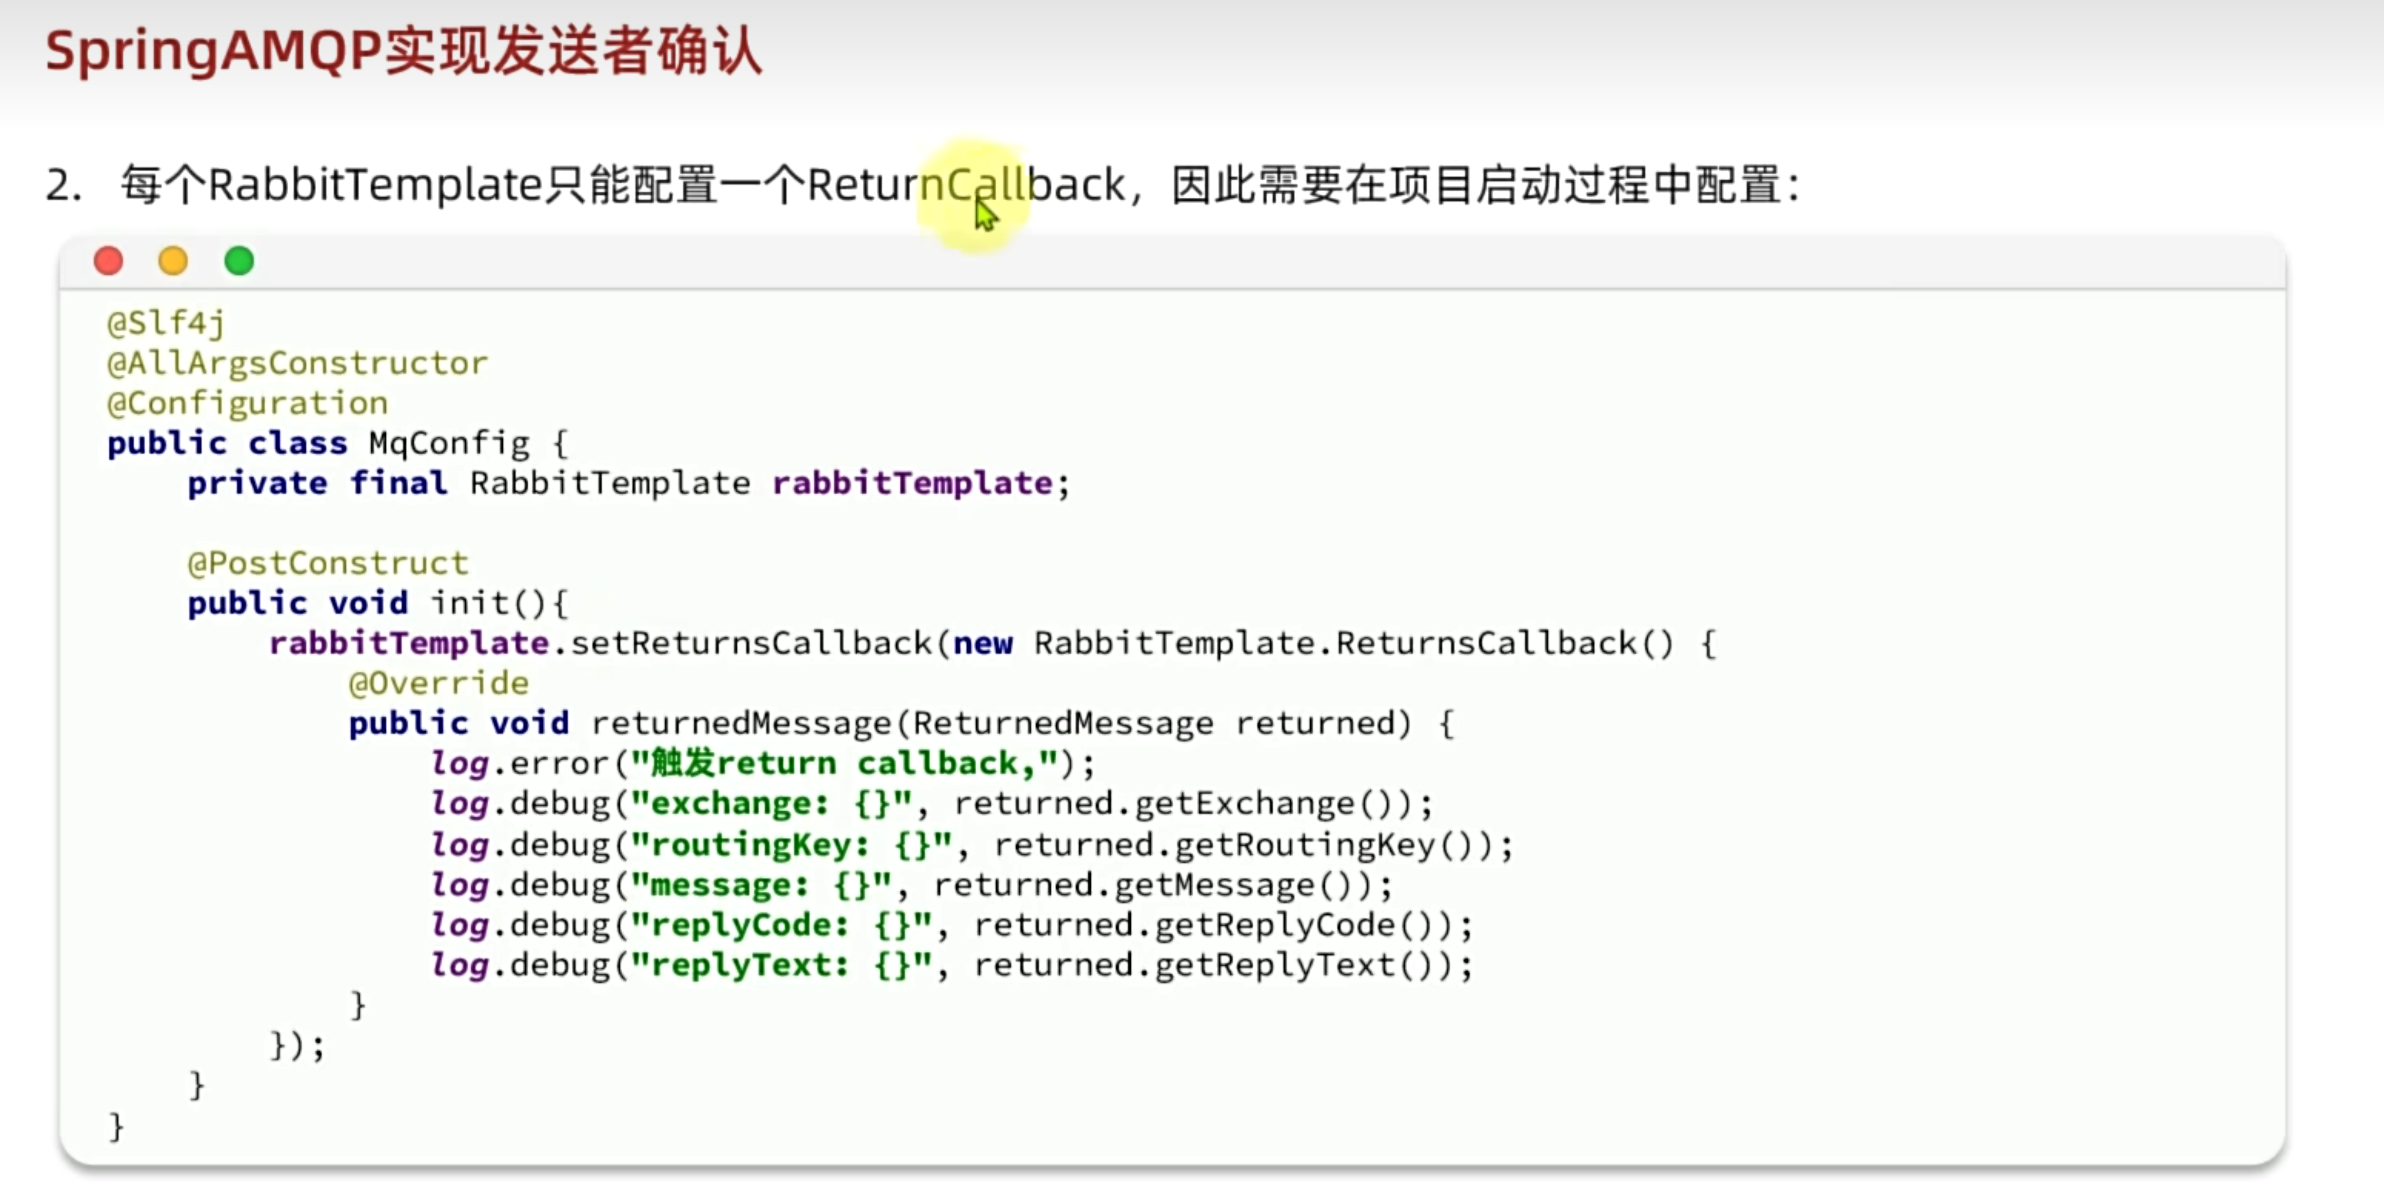 SpringAMQP实现发送者确认
2. 每个RabbitTemplate只能配置一个ReturnCallback，因此需要在项目启动过程中配置：
@Slf4j
@AllArgsConstructor
@Configuration
public class MqConfig {
    private final RabbitTemplate rabbitTemplate;
    @PostConstruct
    public void init(){
        rabbitTemplate.setReturnsCallback(new RabbitTemplate.ReturnsCallback() {
            @Override
            public void returnedMessage(ReturnedMessage returned) {
                log.error("触发return callback,");
                log.debug("exchange: {}", returned.getExchange());
                log.debug("routingKey: {}", returned.getRoutingKey());
                log.debug("message: {}", returned.getMessage());
                log.debug("replyCode: {}", returned.getReplyCode());
                log.debug("replyText: {}", returned.getReplyText());
            }
        });
    }
}